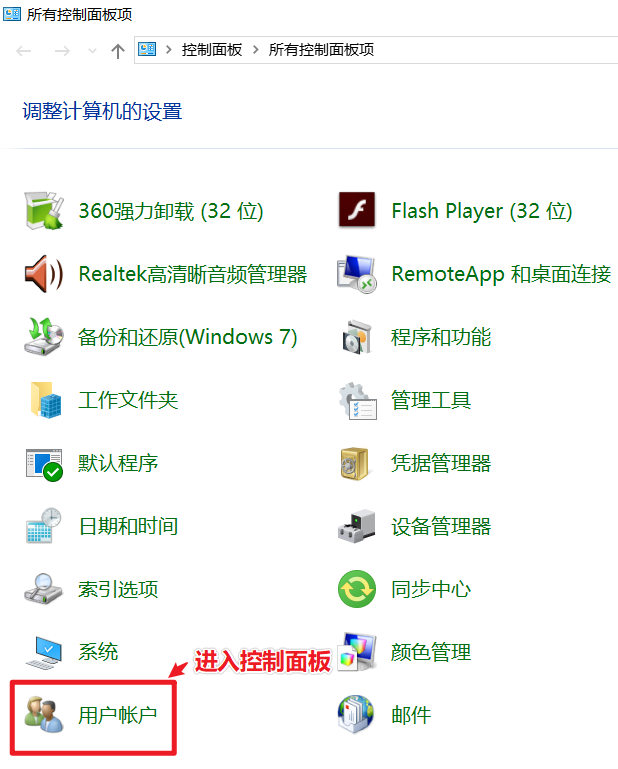 所有控制面板项
控制面板 > 所有控制面板项
调整计算机的设置
360强力卸载 (32 位)
Flash Player (32 位)
Realtek高清晰音频管理器
RemoteApp 和桌面连接
备份和还原(Windows 7)
程序和功能
工作文件夹
管理工具
默认程序
凭据管理器
日期和时间
设备管理器
索引选项
同步中心
系统
进入控制面板
颜色管理
用户帐户
邮件